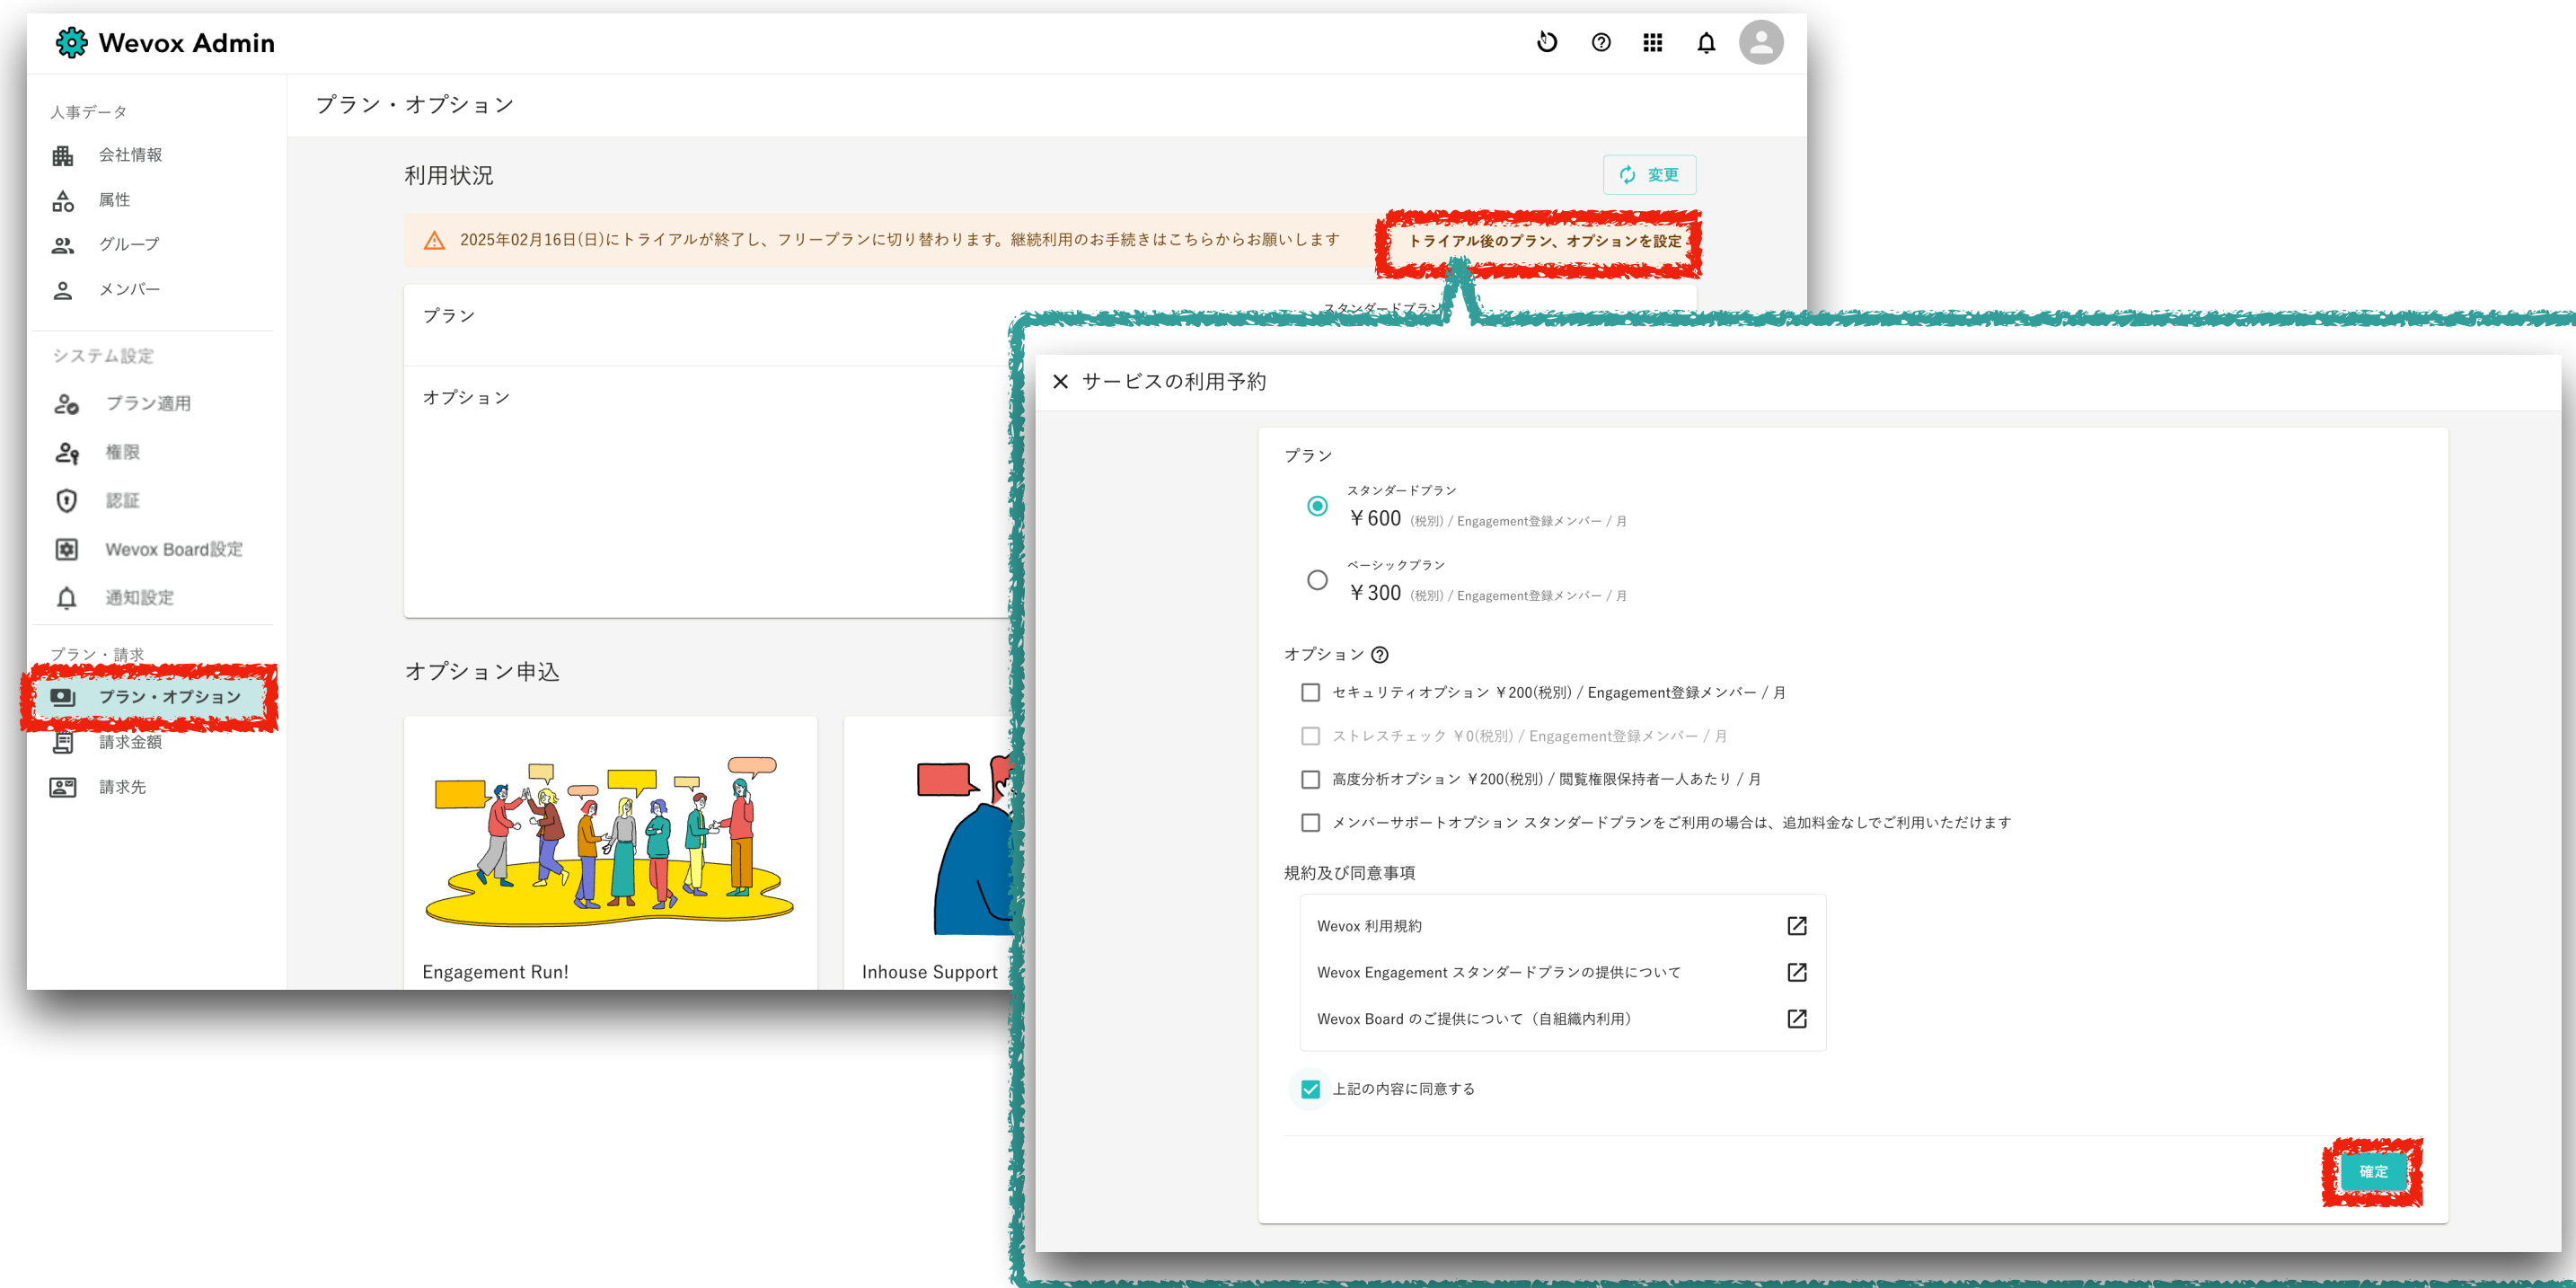 Wevox Admin
人事データ
会社情報
属性
グループ
メンバー
システム設定
プラン適用
権限
認証
Wevox Board設定
通知設定
プラン・請求
プラン・オプション
請求金額
請求先
プラン・オプション
利用状況
変更
2025年02月16日(日)にトライアルが終了し、フリープランに切り替わります。継続利用のお手続きはこちらからお願いします
トライアル後のプラン、オプションを設定
プラン
スタンダードプラン
オプション
オプション申込
Engagement Run!
Inhouse Support
サービスの利用予約
プラン
スタンダードプラン
￥600 (税別) / Engagement登録メンバー / 月
ベーシックプラン
￥300 (税別) / Engagement登録メンバー / 月
オプション
セキュリティオプション ￥200(税別) / Engagement登録メンバー / 月
ストレスチェック ￥0(税別) / Engagement登録メンバー / 月
高度分析オプション ￥200(税別) / 閲覧権限保持者一人あたり / 月
メンバーサポートオプション スタンダードプランをご利用の場合は、追加料金なしでご利用いただけます
規約及び同意事項
Wevox 利用規約
Wevox Engagement スタンダードプランの提供について
Wevox Board のご提供について（自組織内利用）
上記の内容に同意する
確定